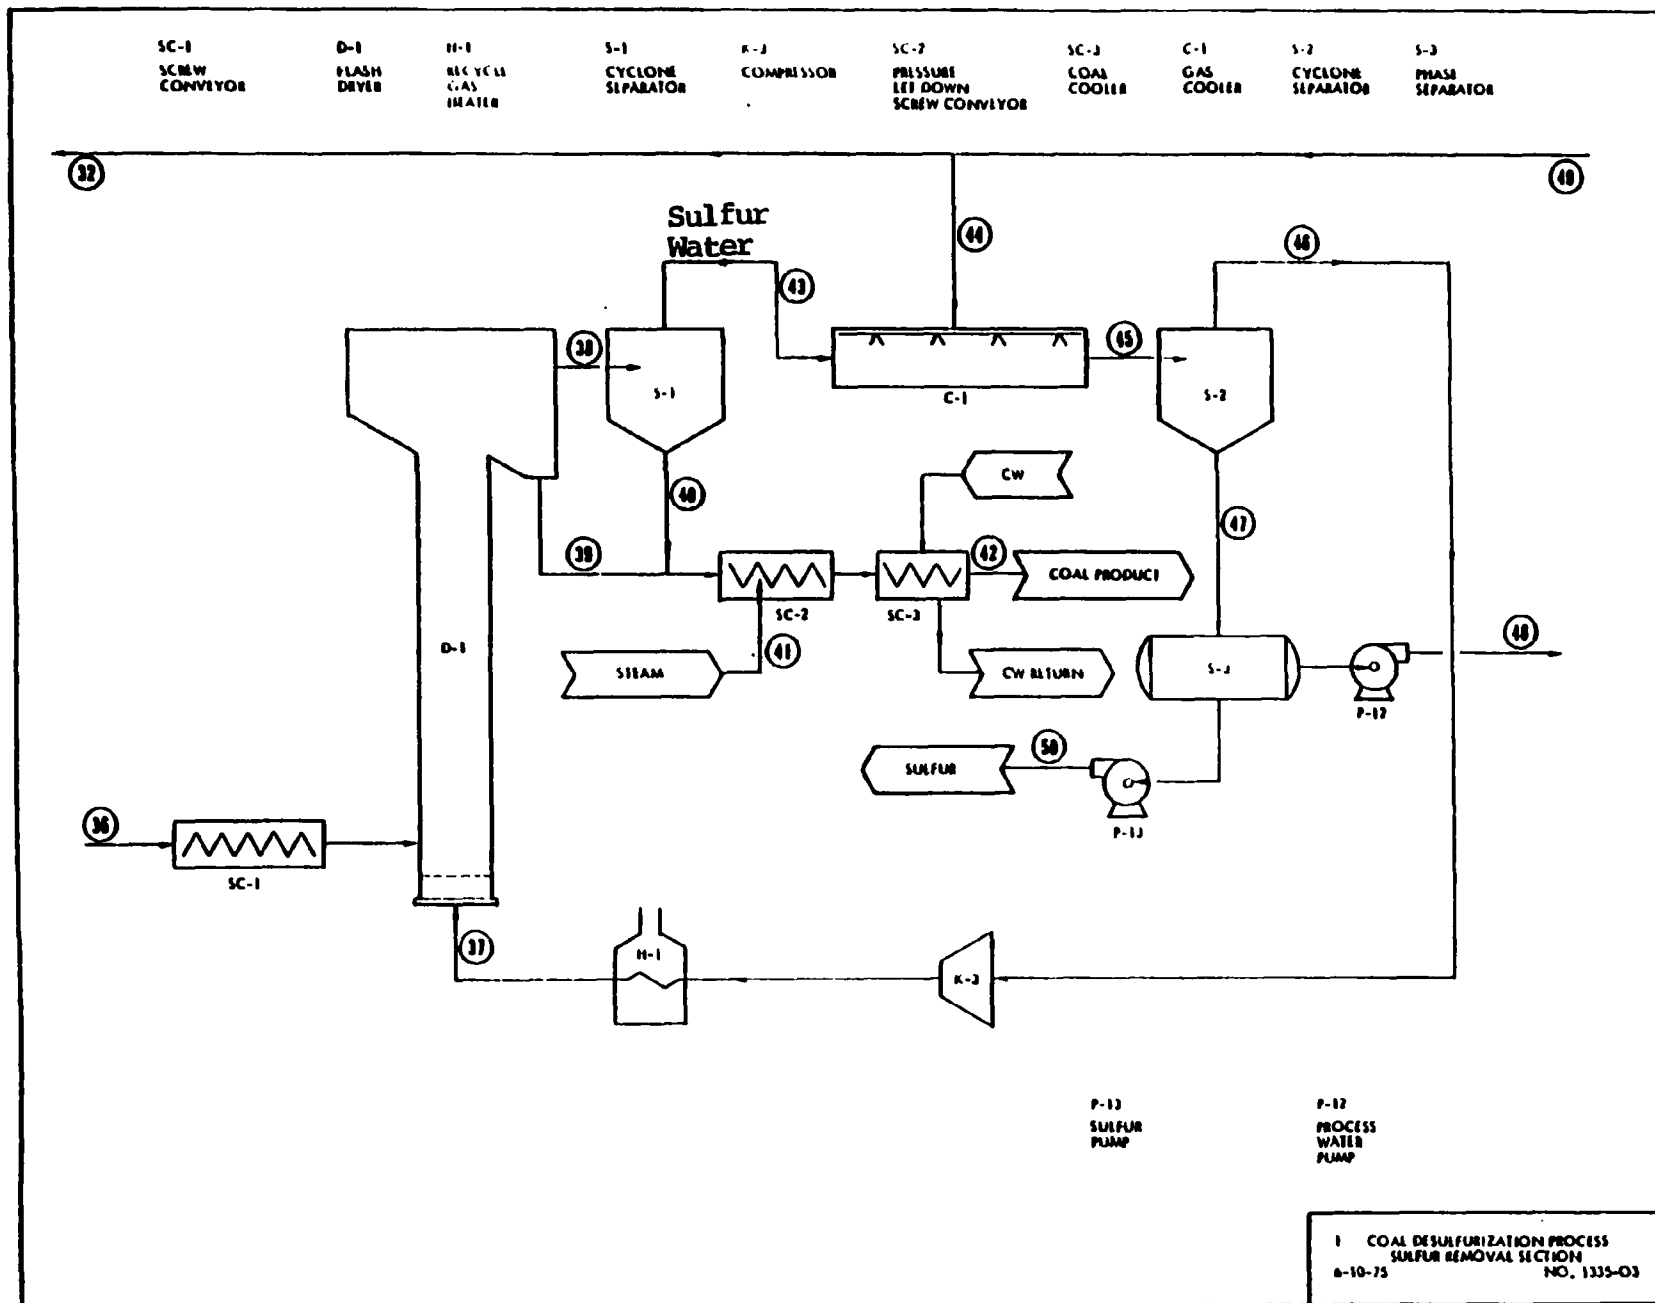 SC-1
SCREW
CONVEYOR
D-1
FLASH
DRYER
H-1
RECYCLE
GAS
HEATER
S-1
CYCLONE
SEPARATOR
K-3
COMPRESSOR
SC-2
PRESSURE
LET DOWN
SCREW CONVEYOR
SC-3
COAL
COOLER
C-1
GAS
COOLER
S-2
CYCLONE
SEPARATOR
S-3
PHASE
SEPARATOR
32
49
Sulfur
Water
44
46
43
38
45
S-1
C-1
S-2
CW
40
47
39
42
COAL PRODUCT
SC-2
SC-3
D-1
41
STEAM
CW RETURN
S-3
48
P-12
50
SULFUR
P-13
36
SC-1
37
H-1
K-3
P-13
SULFUR
PUMP
P-12
PROCESS
WATER
PUMP
COAL DESULFURIZATION PROCESS
SULFUR REMOVAL SECTION
6-10-75 NO. 1335-03